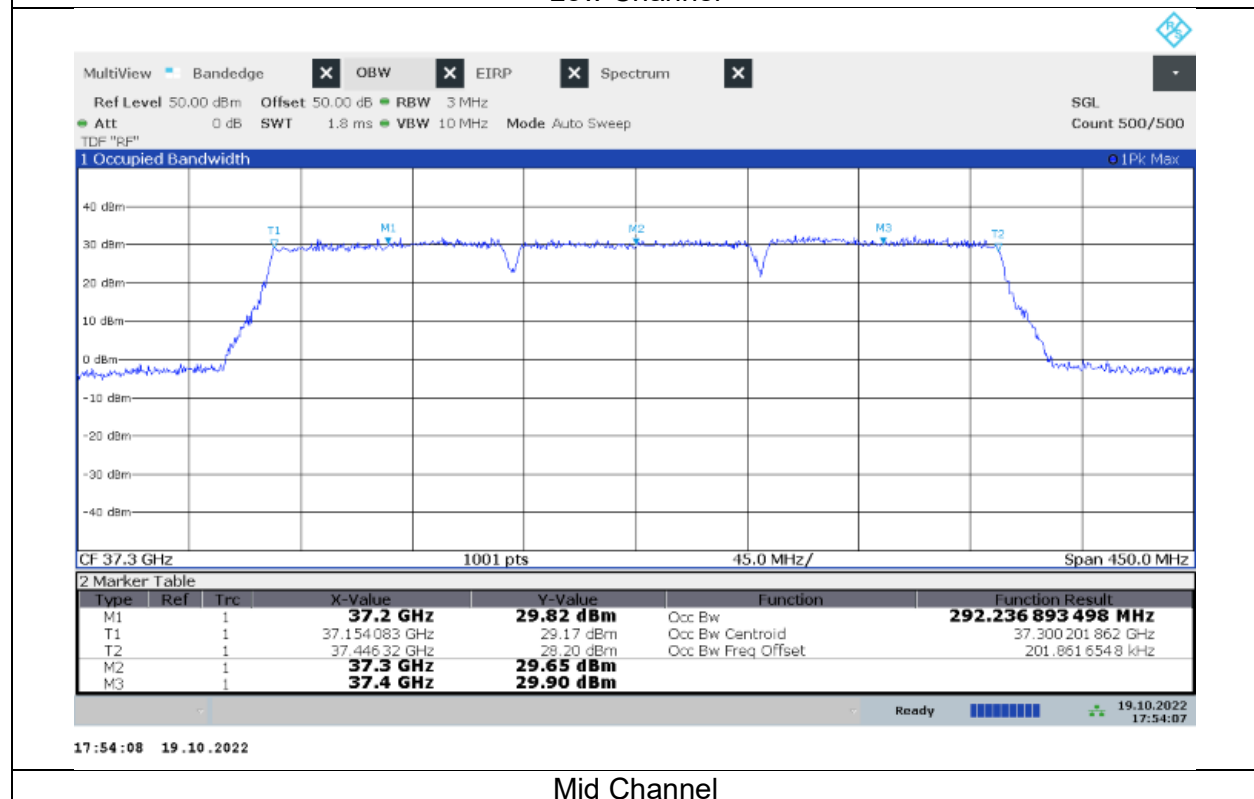 Low Channel
MultiView Bandedge OBW EIRP Spectrum
Ref Level 50.00 dBm Offset 50.00 dB RBW 3 MHz SGL
Att 0 dB SWT 1.8 ms VBW 10 MHz Mode Auto Sweep Count 500/500
TDF "RF"
1 Occupied Bandwidth 1Pk Max
40 dBm
T1 M1 M2 M3 T2
30 dBm
20 dBm
10 dBm
0 dBm
-10 dBm
-20 dBm
-30 dBm
-40 dBm
CF 37.3 GHz 1001 pts 45.0 MHz/ Span 450.0 MHz
2 Marker Table
Type Ref Trc X-Value Y-Value Function Function Result
M1 1 37.2 GHz 29.82 dBm Occ Bw 292.236 893 498 MHz
T1 1 37.154083 GHz 29.17 dBm Occ Bw Centroid 37.300 201 862 GHz
T2 1 37.446 32 GHz 28.20 dBm Occ Bw Freq Offset 201.861 654 8 kHz
M2 1 37.3 GHz 29.65 dBm
M3 1 37.4 GHz 29.90 dBm
Ready 19.10.2022
17:54:07
17:54:08 19.10.2022
Mid Channel